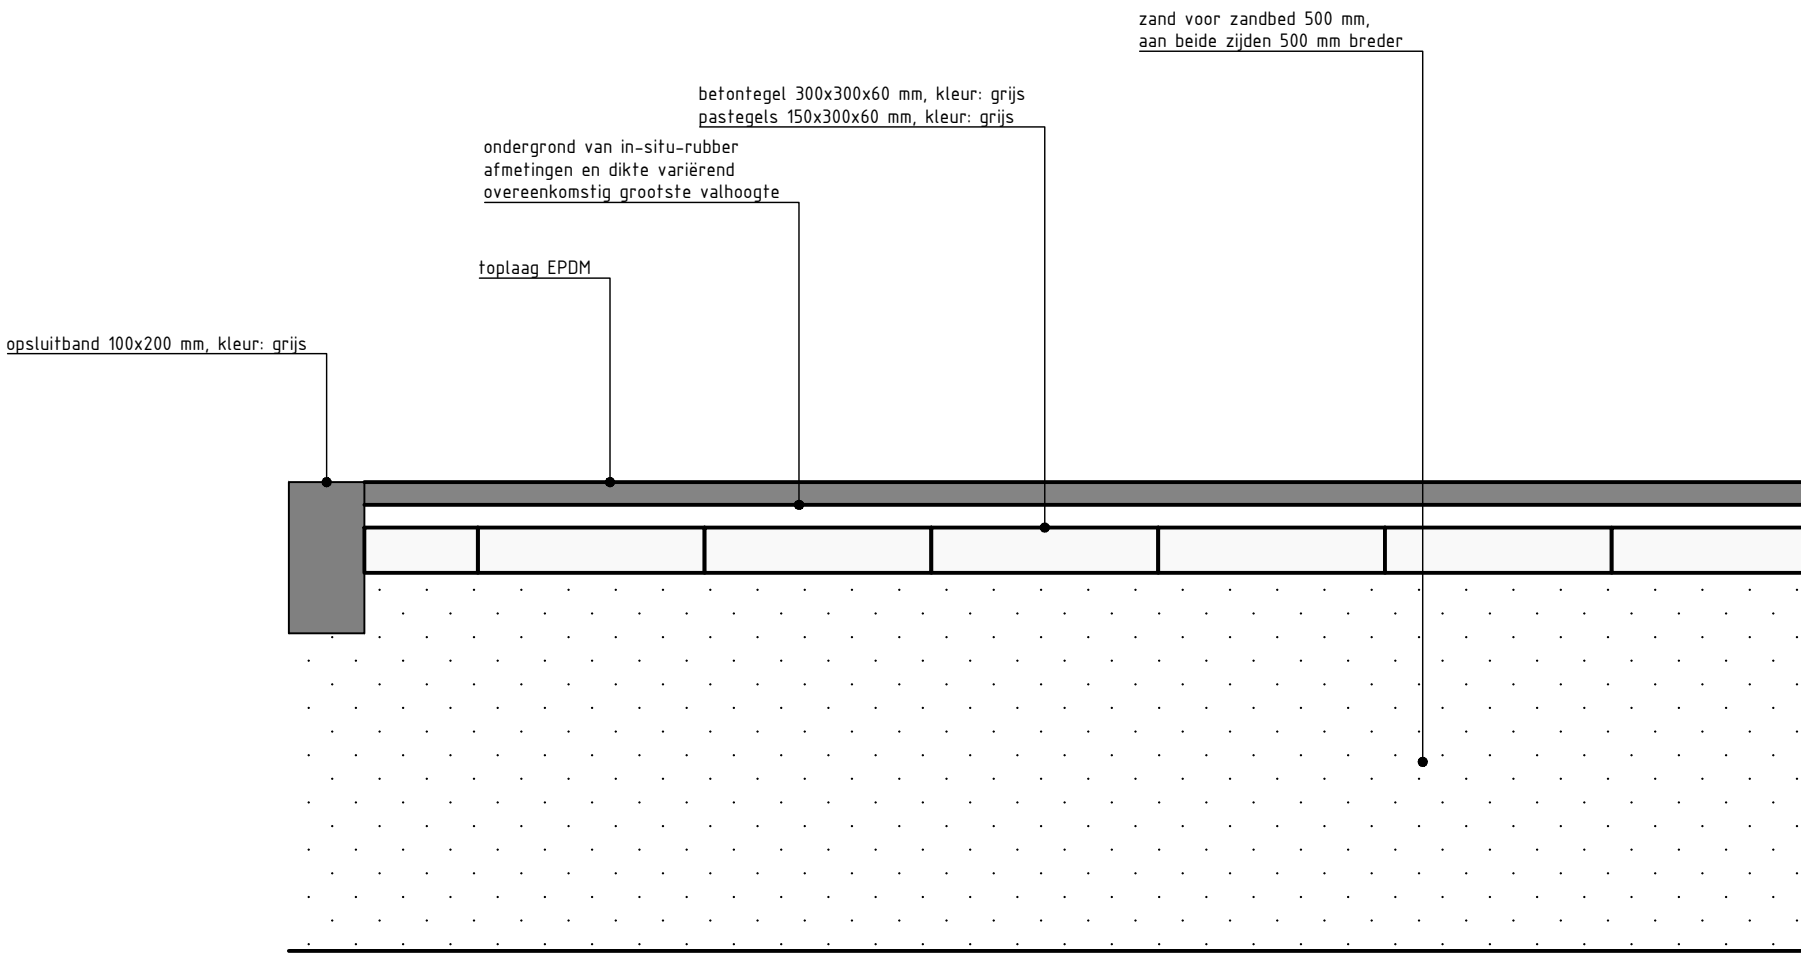 zand voor zandbed 500 mm,
aan beide zijden 500 mm breder
betontegel 300x300x60 mm, kleur: grijs
pastegels 150x300x60 mm, kleur: grijs
ondergrond van in-situ-rubber
afmetingen en dikte variërend
overeenkomstig grootste valhoogte
toplaag EPDM
opsluitband 100x200 mm, kleur: grijs